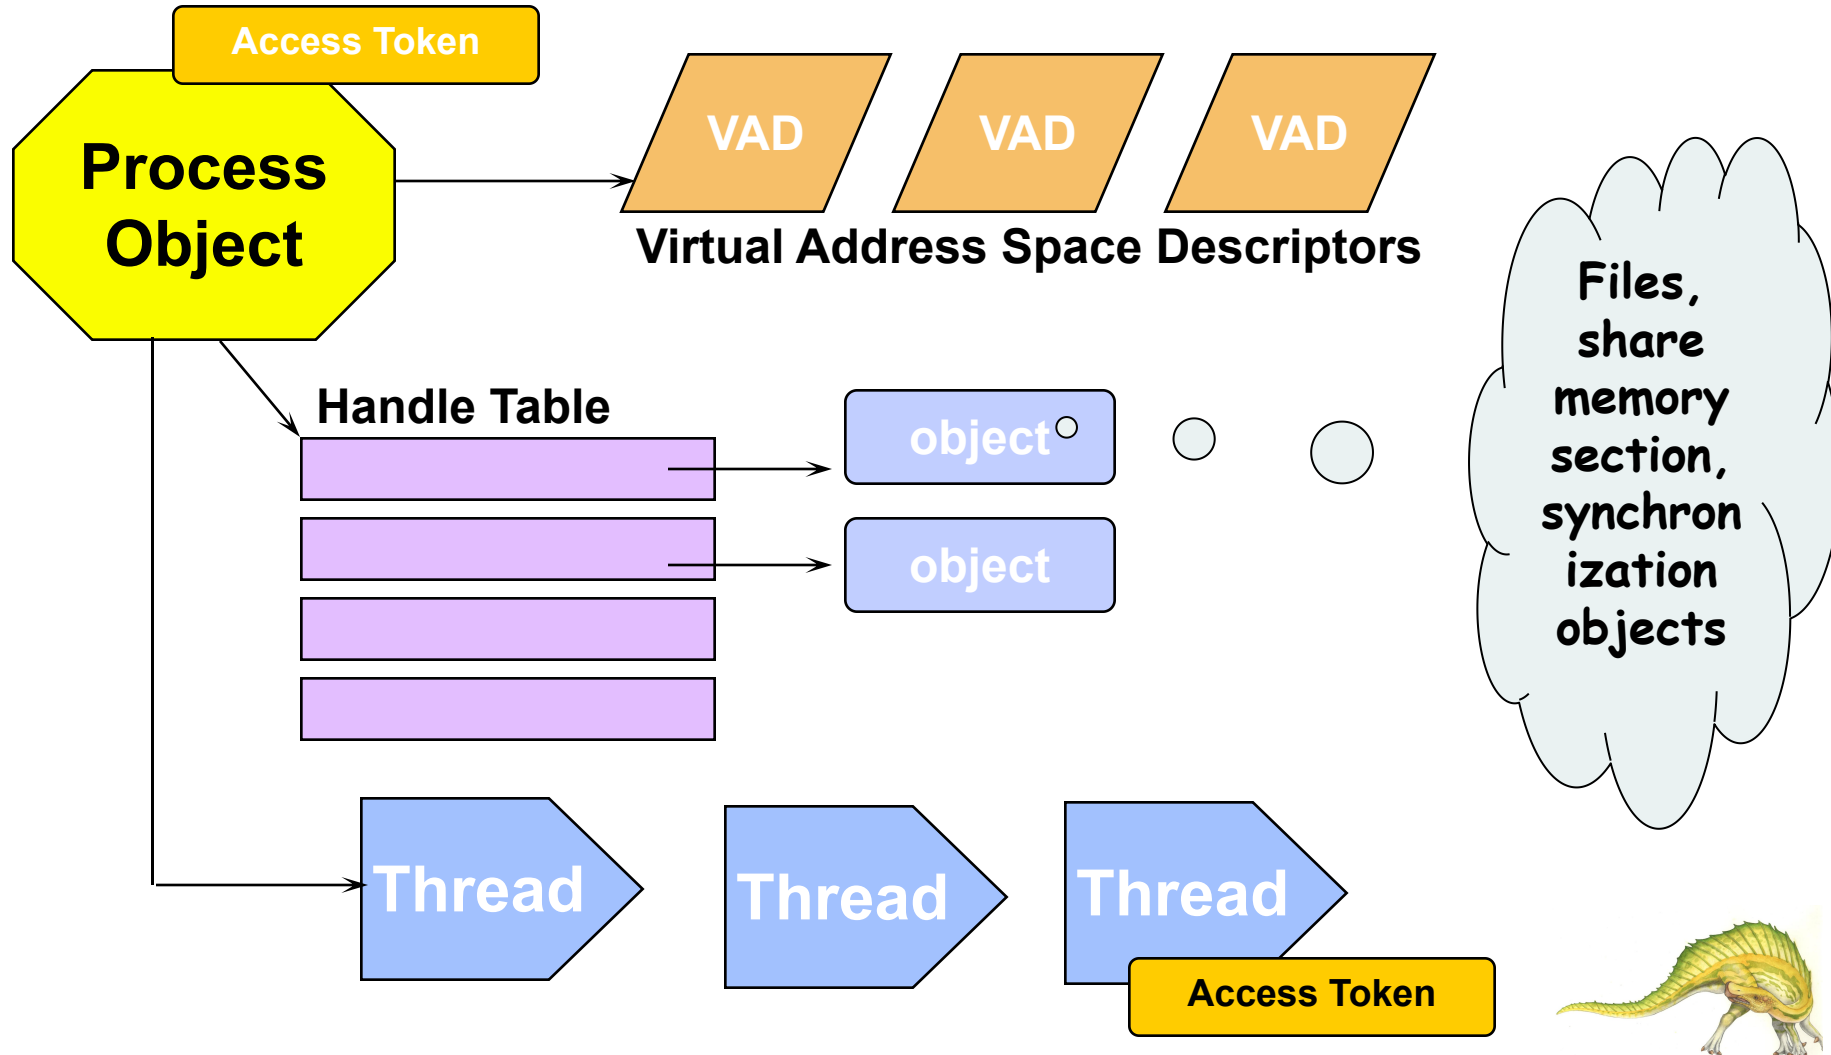 Access Token
Process
Object
VAD
VAD
VAD
Virtual Address Space Descriptors
Handle Table
object
object
Files,
share
memory
section,
synchron
ization
objects
Thread
Thread
Thread
Access Token